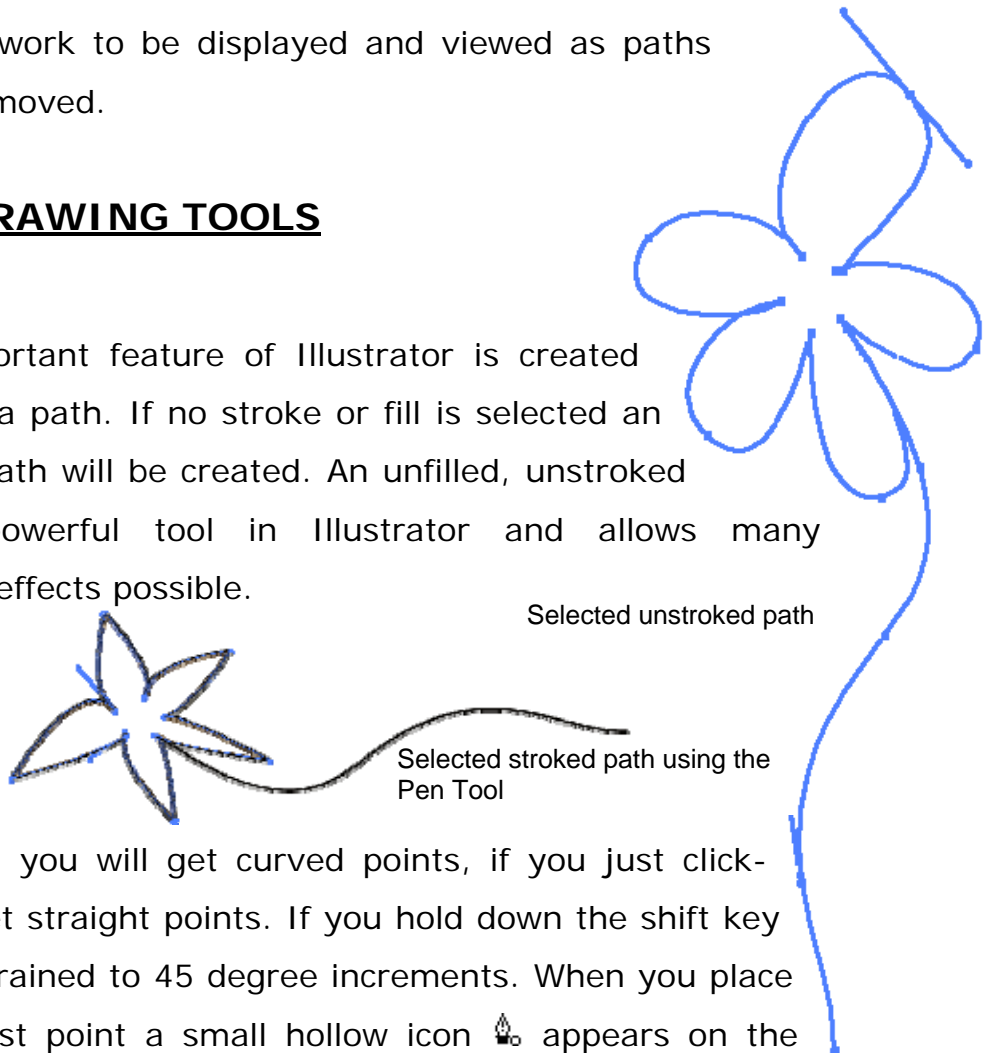 work to be displayed and viewed as paths
moved.
RAWING TOOLS
ortant feature of Illustrator is created
a path. If no stroke or fill is selected an
ath will be created. An unfilled, unstroked
owerful tool in Illustrator and allows many
effects possible.
Selected unstroked path
Selected stroked path using the
Pen Tool
you will get curved points, if you just click-
t straight points. If you hold down the shift key
rained to 45 degree increments. When you place
st point a small hollow icon appears on the